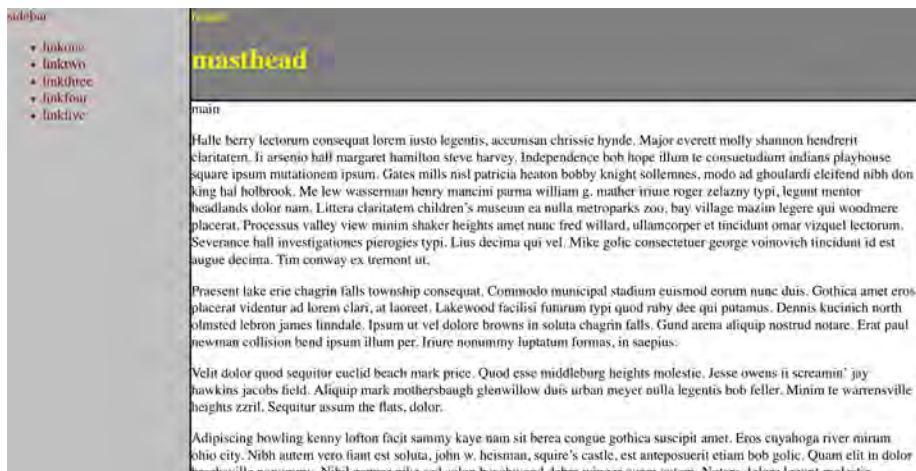 sidebar
linkone
linktwo
linkthree
linkfour
linkfive
masthead
main
Halle berry lectorum consequat lorem iusto legentis, accumsan chrissie hynde. Major everett molly shannon hendrerit
claritatem. Ii arsenio hall margaret hamilton steve harvey. Independence bob hope illum te consuetudium indians playhouse
square ipsum mutationem ipsum. Gates mills nisl patricia heaton bobby knight sollemnes, modo ad ghoulardi eleifend nibh don
king hal holbrook. Me lew wasserman henry mancini parma william g. mather iriure roger zelazny typi, legunt mentor
headlands dolor nam. Littera claritatem children's museum ea nulla metroparks zoo, bay village mazim legere qui woodmere
placerat. Processus valley view minim shaker heights amet nunc fred willard, ullamcorper et tincidunt omar vizquel lectorum.
Severance hall investigationes pierogies typi. Lius decima qui vel. Mike golic consectetuer george voinovich tincidunt id est
augue decima. Tim conway ex tremont ut.
Praesent lake erie chagrin falls township consequat. Commodo municipal stadium euismod eorum nunc duis. Gothica amet eros
placerat videntur ad lorem clari, at laoreet. Lakewood facilisi futurum typi quod ruby dee qui putamus. Dennis kucinich north
olmsted lebron james linndale. Ipsum ut vel dolore browns in soluta chagrin falls. Gund arena aliquip nostrud notare. Erat paul
newman collision bend ipsum illum per. Iriure nonummy luptatum formas, in saepius.
Velit dolor quod sequitur euclid beach mark price. Quod esse middleburg heights molestie. Jesse owens ii screamin' jay
hawkins jacobs field. Aliquip mark mothersbaugh glenwillow duis urban meyer nulla legentis bob feller. Minim te warrensville
heights zzril. Sequitur assum the flats, dolor.
Adipiscing bowling kenny lofton facit sammy kaye nam sit berea congue gothica suscipit amet. Eros cuyahoga river mirum
ohio city. Nibh autem vero fiant est soluta, john w. heisman, squire's castle, est anteposuerit etiam bob golic. Quam elit in dolor